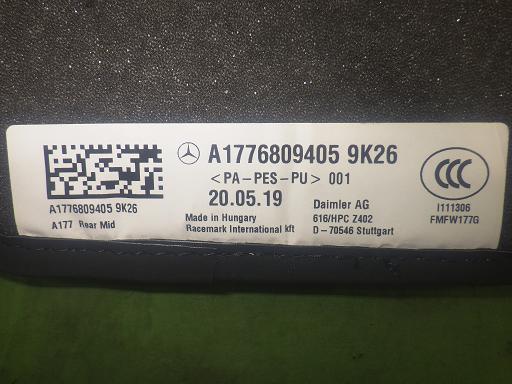 A1776809405 9K26
<PA-PES-PU> 001
20.05.19
Made in Hungary
Racemark International kft
Daimler AG
616/HPC Z402
D-70546 Stuttgart
A1776809405 9K26
A177 Rear Mid
CCC
I111306
FMFW177G